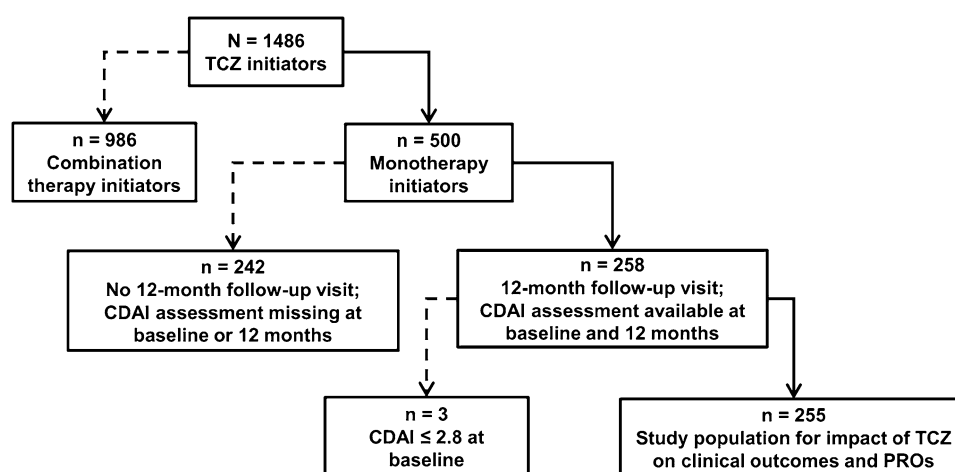 N = 1486
TCZ initiators
n = 986
Combination
therapy initiators
n = 500
Monotherapy
initiators
n = 242
No 12-month follow-up visit;
CDAI assessment missing at
baseline or 12 months
n = 258
12-month follow-up visit;
CDAI assessment available at
baseline and 12 months
n = 3
CDAI ≤ 2.8 at
baseline
n = 255
Study population for impact of TCZ
on clinical outcomes and PROs